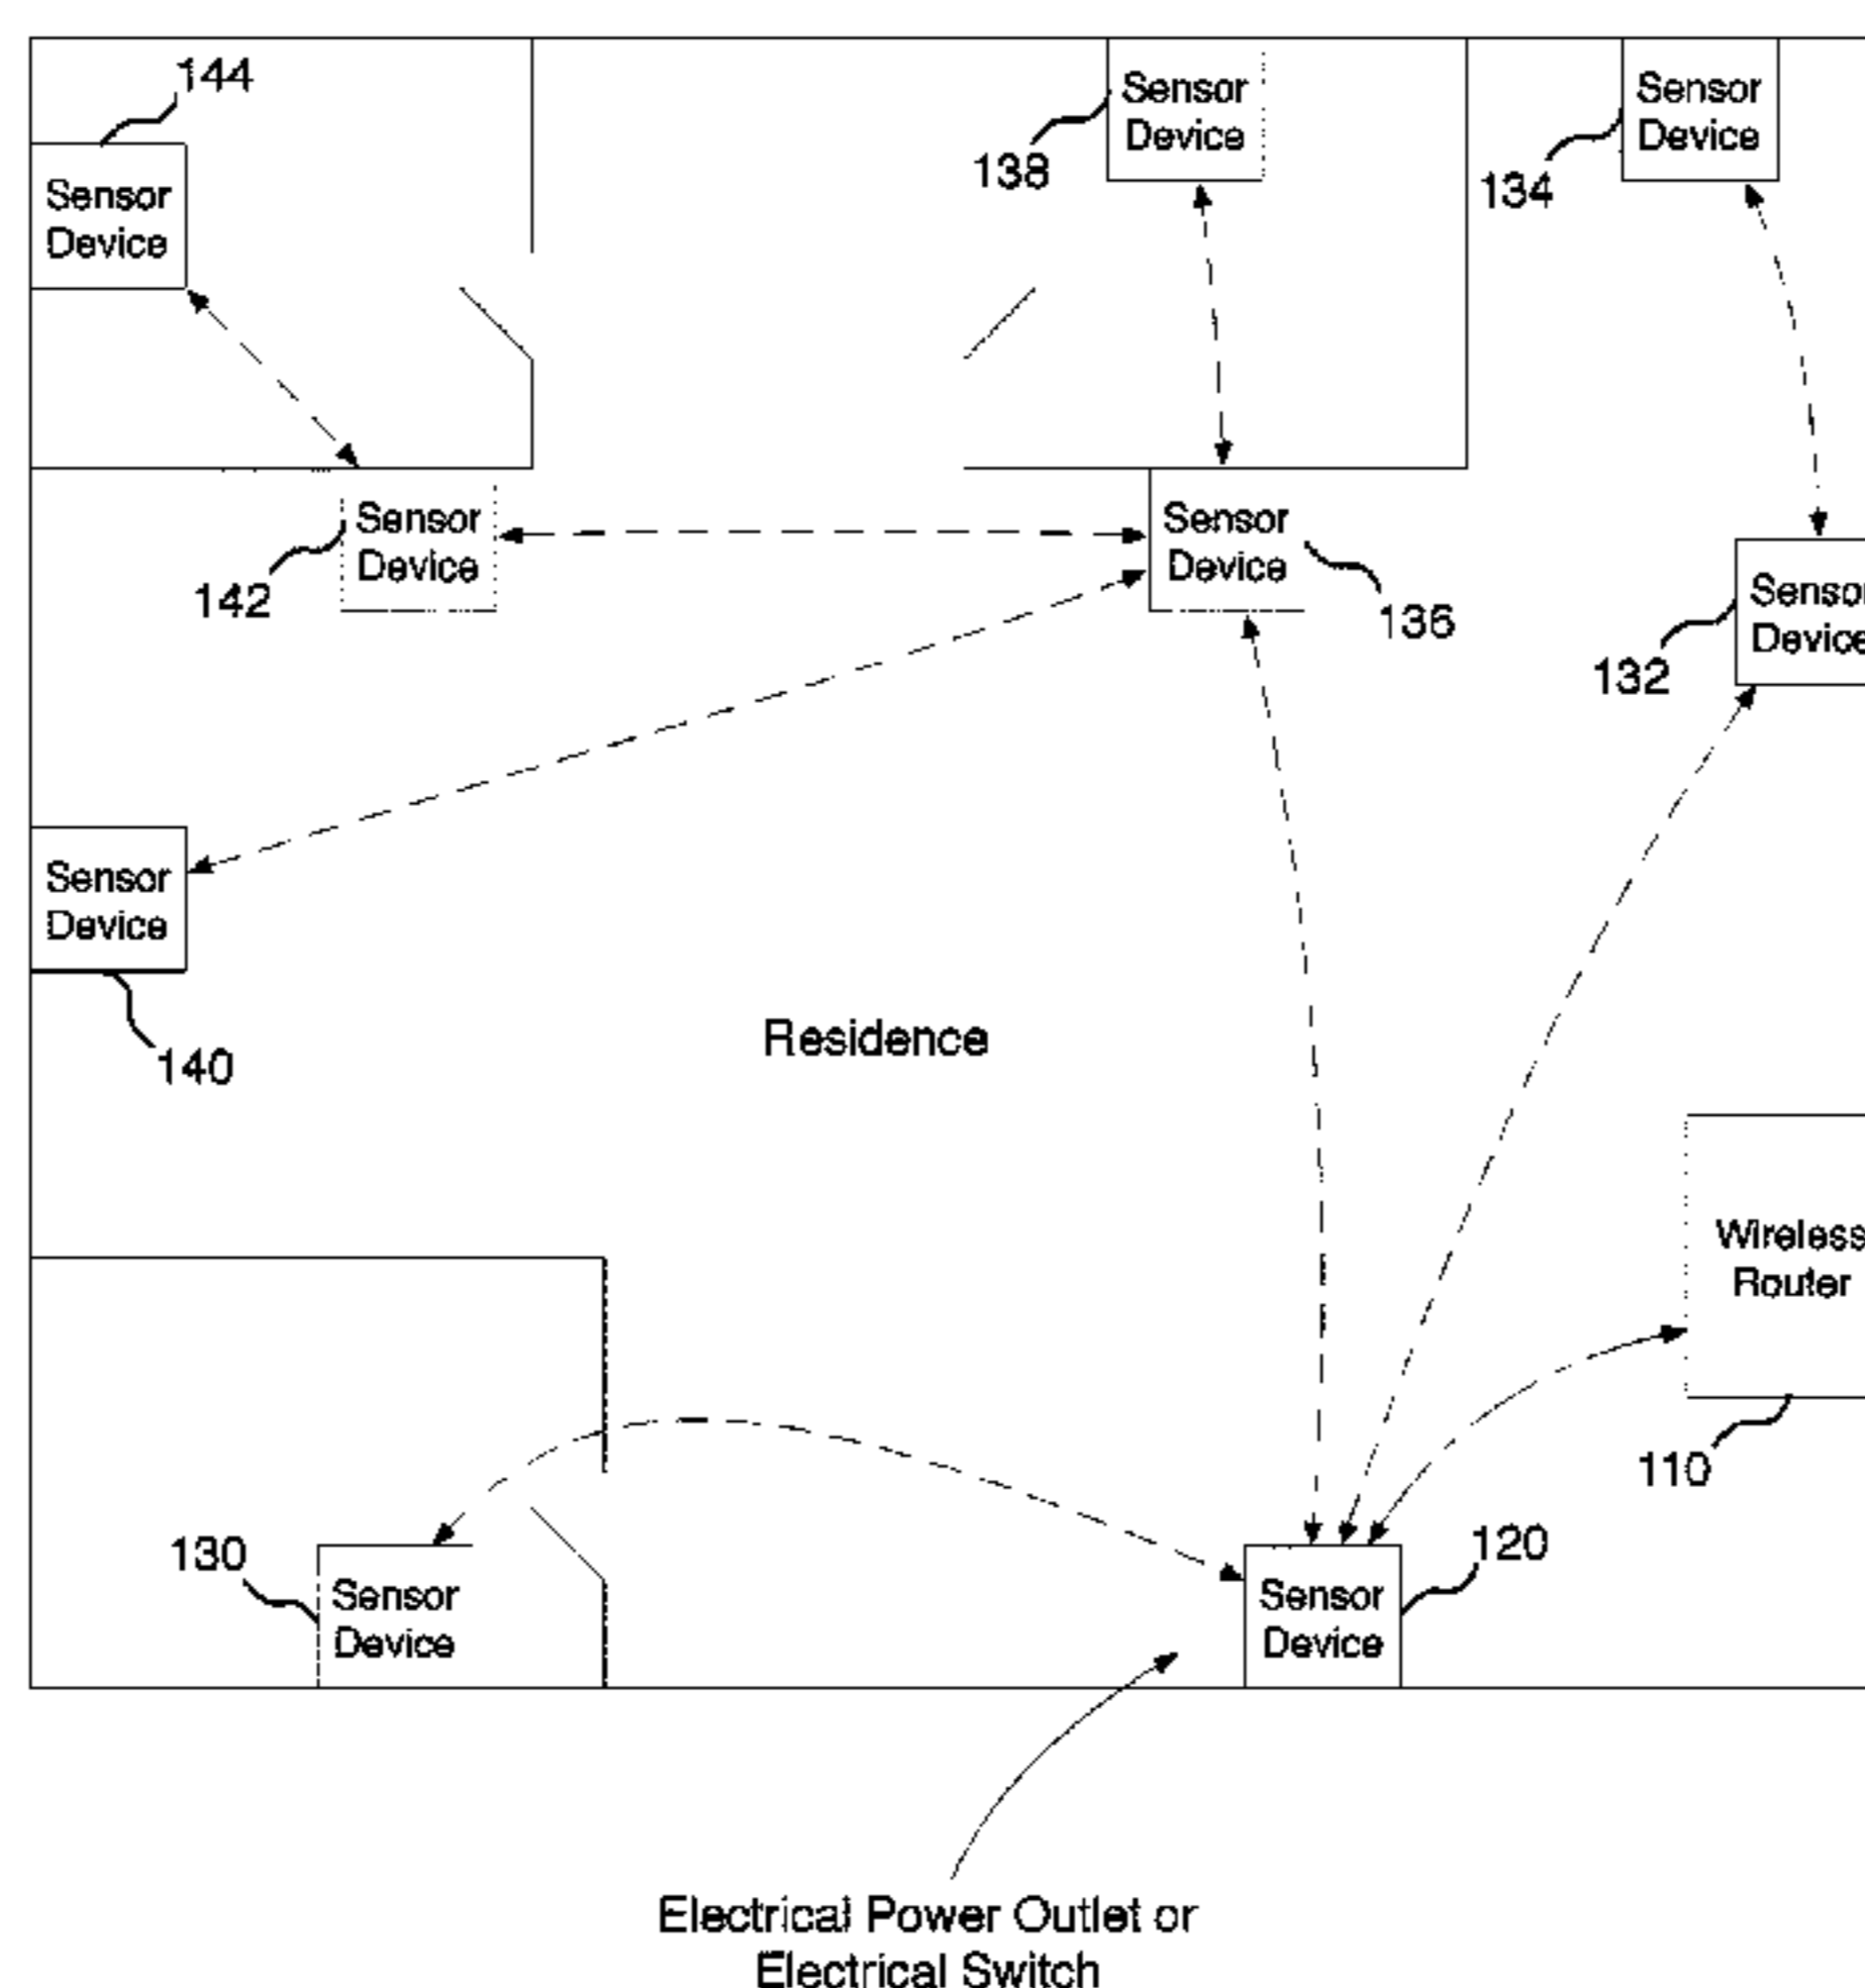 144
Sensor
Device
Sensor
Device
138
Sensor
Device
134
Sensor
Device
142
Sensor
Device
136
Sensor
Device
132
Sensor
Device
140
Residence
Wireless
Router
110
130
Sensor
Device
120
Sensor
Device
Electrical Power Outlet or
Electrical Switch